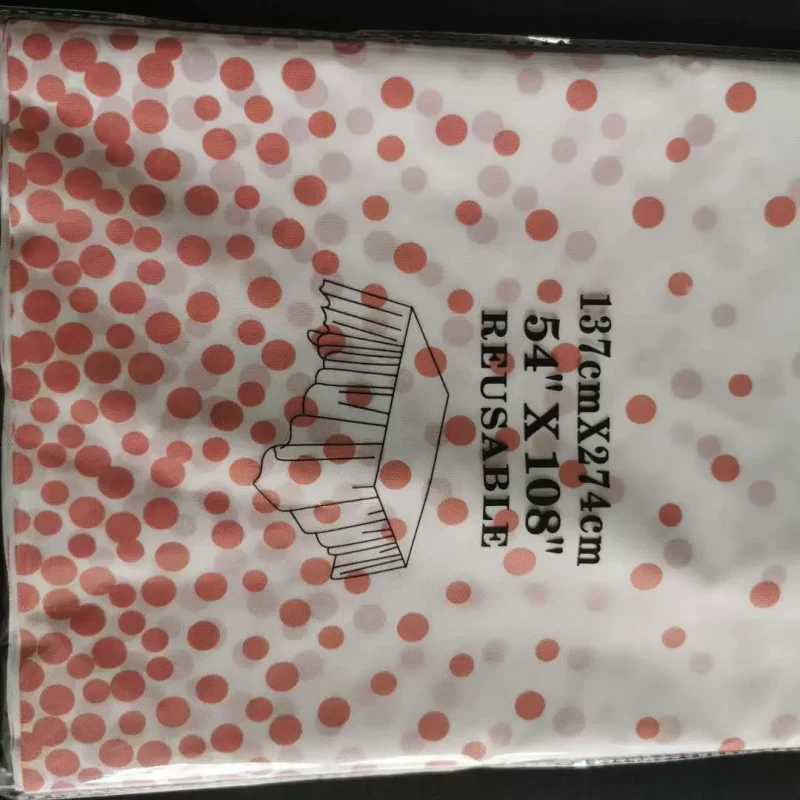 137cmX274cm
54" X 108"
REUSABLE